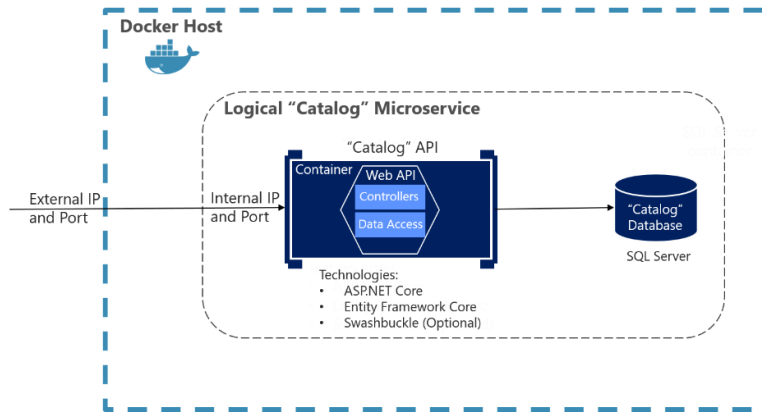 Docker Host
Logical “Catalog” Microservice
“Catalog” API
Container
Web API
Controllers
Data Access
External IP
and Port
Internal IP
and Port
“Catalog”
Database
SQL Server
Technologies:
• ASP.NET Core
• Entity Framework Core
• Swashbuckle (Optional)